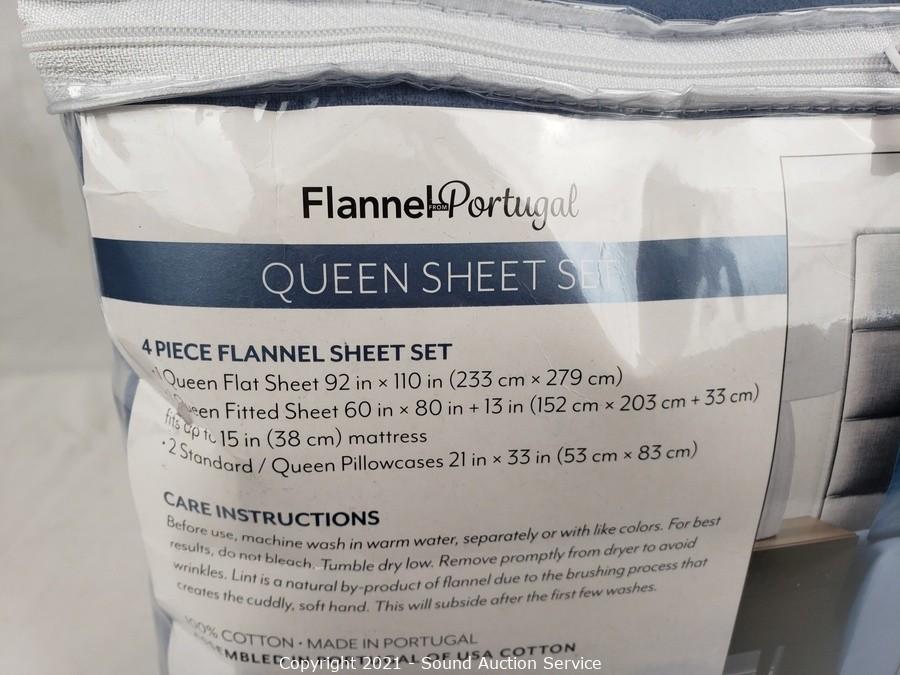 Flannel FROM Portugal
QUEEN SHEET SET
4 PIECE FLANNEL SHEET SET
Queen Flat Sheet 92 in × 110 in (233 cm × 279 cm)
Fitted Sheet 60 in × 80 in + 13 in (152 cm × 203 cm + 33 cm)
fits up to 15 in (38 cm) mattress
• 2 Standard / Queen Pillowcases 21 in × 33 in (53 cm × 83 cm)
CARE INSTRUCTIONS
Before use, machine wash in warm water, separately or with like colors. For best
results, do not bleach. Tumble dry low. Remove promptly from dryer to avoid
wrinkles. Lint is a natural by-product of flannel due to the brushing process that
creates the cuddly, soft hand. This will subside after the first few washes.
100% COTTON • MADE IN PORTUGAL
OF USA COTTON
Copyright 2021 - Sound Auction Service